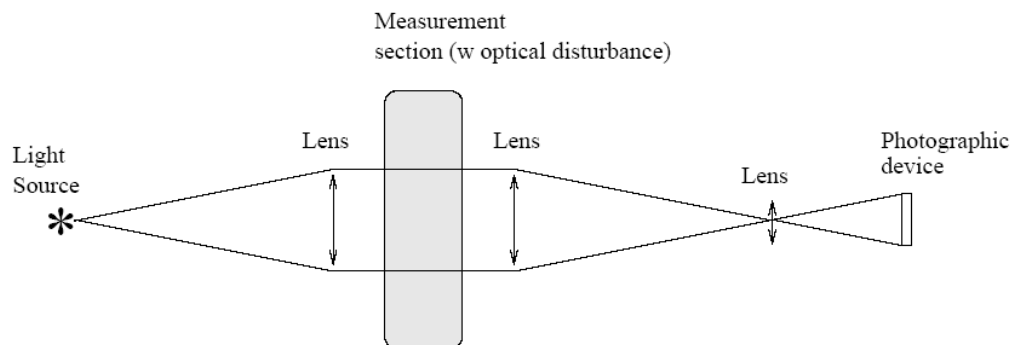 Measurement
section (w optical disturbance)
Light
Source
Lens
Lens
Lens
Photographic
device